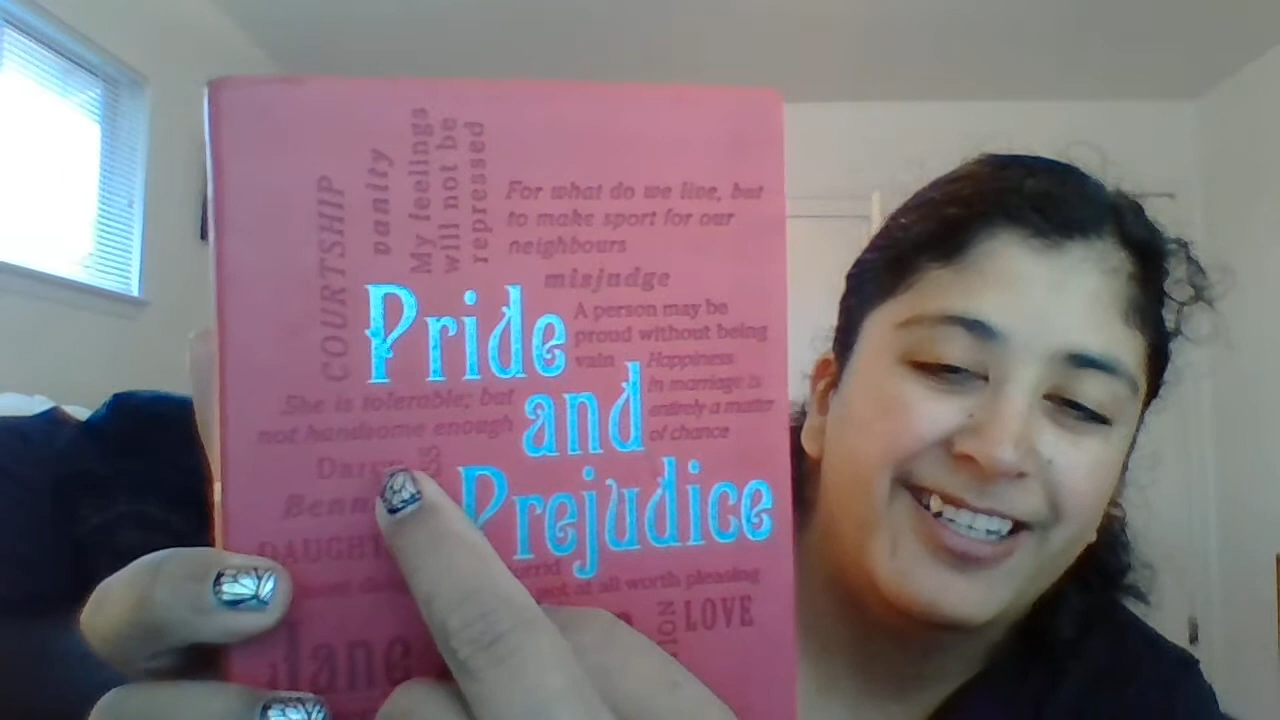 COURTSHIP
vanity
My feelings
will not be
repressed
For what do we live, but
to make sport for our
neighbours
misjudge
Pride
A person may be
proud without being
vain
Happiness
in marriage is
entirely a matter
of chance
She is tolerable; but
not handsome enough
and
Prejudice
at all worth pleasing
LOVE
Jane